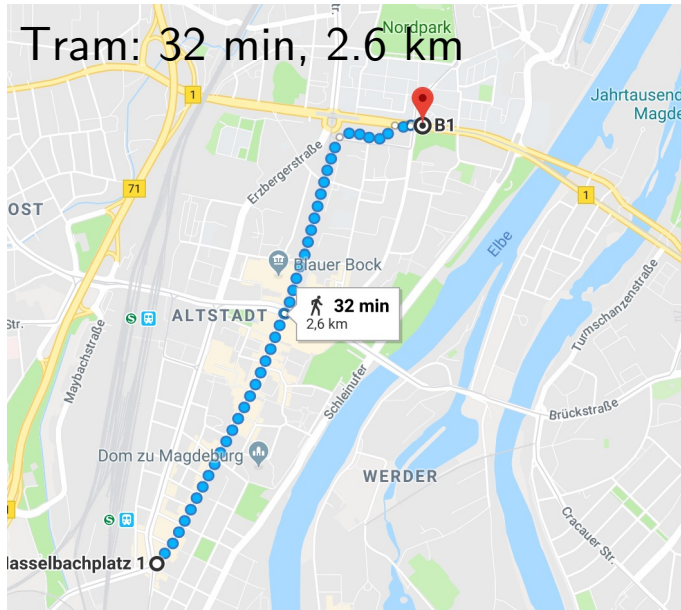 Tram: 32 min, 2.6 km
Nordpark
1
Jahrtausend
Magde
B1
Erzbergerstraße
71
1
OST
Elbe
Blauer Bock
32 min
2,6 km
ALTSTADT
S
Str.
Turmschanzenstraße
Maybachstraße
Schleinufer
Brückstraße
Dom zu Magdeburg
WERDER
S
Cracauer Str.
1
lasselbachplatz 1